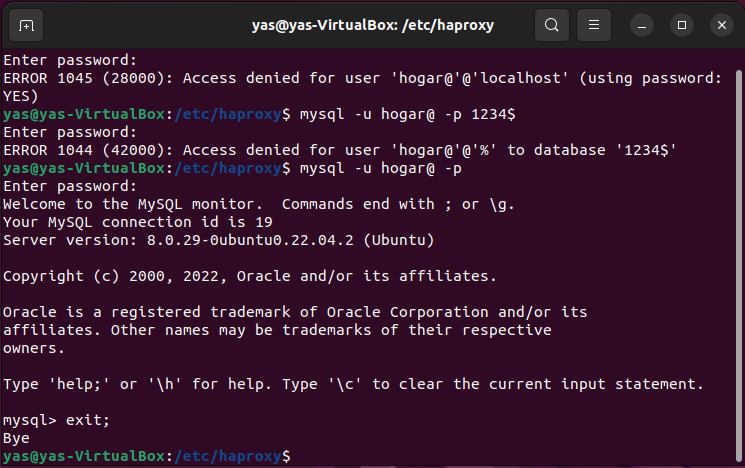 yas@yas-VirtualBox: /etc/haproxy
Enter password:
ERROR 1045 (28000): Access denied for user 'hogar@'@'localhost' (using password:
YES)
yas@yas-VirtualBox:/etc/haproxy$ mysql -u hogar@ -p 1234$
Enter password:
ERROR 1044 (42000): Access denied for user 'hogar@'@'%' to database '1234$'
yas@yas-VirtualBox:/etc/haproxy$ mysql -u hogar@ -p
Enter password:
Welcome to the MySQL monitor.  Commands end with ; or \g.
Your MySQL connection id is 19
Server version: 8.0.29-0ubuntu0.22.04.2 (Ubuntu)

Copyright (c) 2000, 2022, Oracle and/or its affiliates.

Oracle is a registered trademark of Oracle Corporation and/or its
affiliates. Other names may be trademarks of their respective
owners.

Type 'help;' or '\h' for help. Type '\c' to clear the current input statement.

mysql> exit;
Bye
yas@yas-VirtualBox:/etc/haproxy$